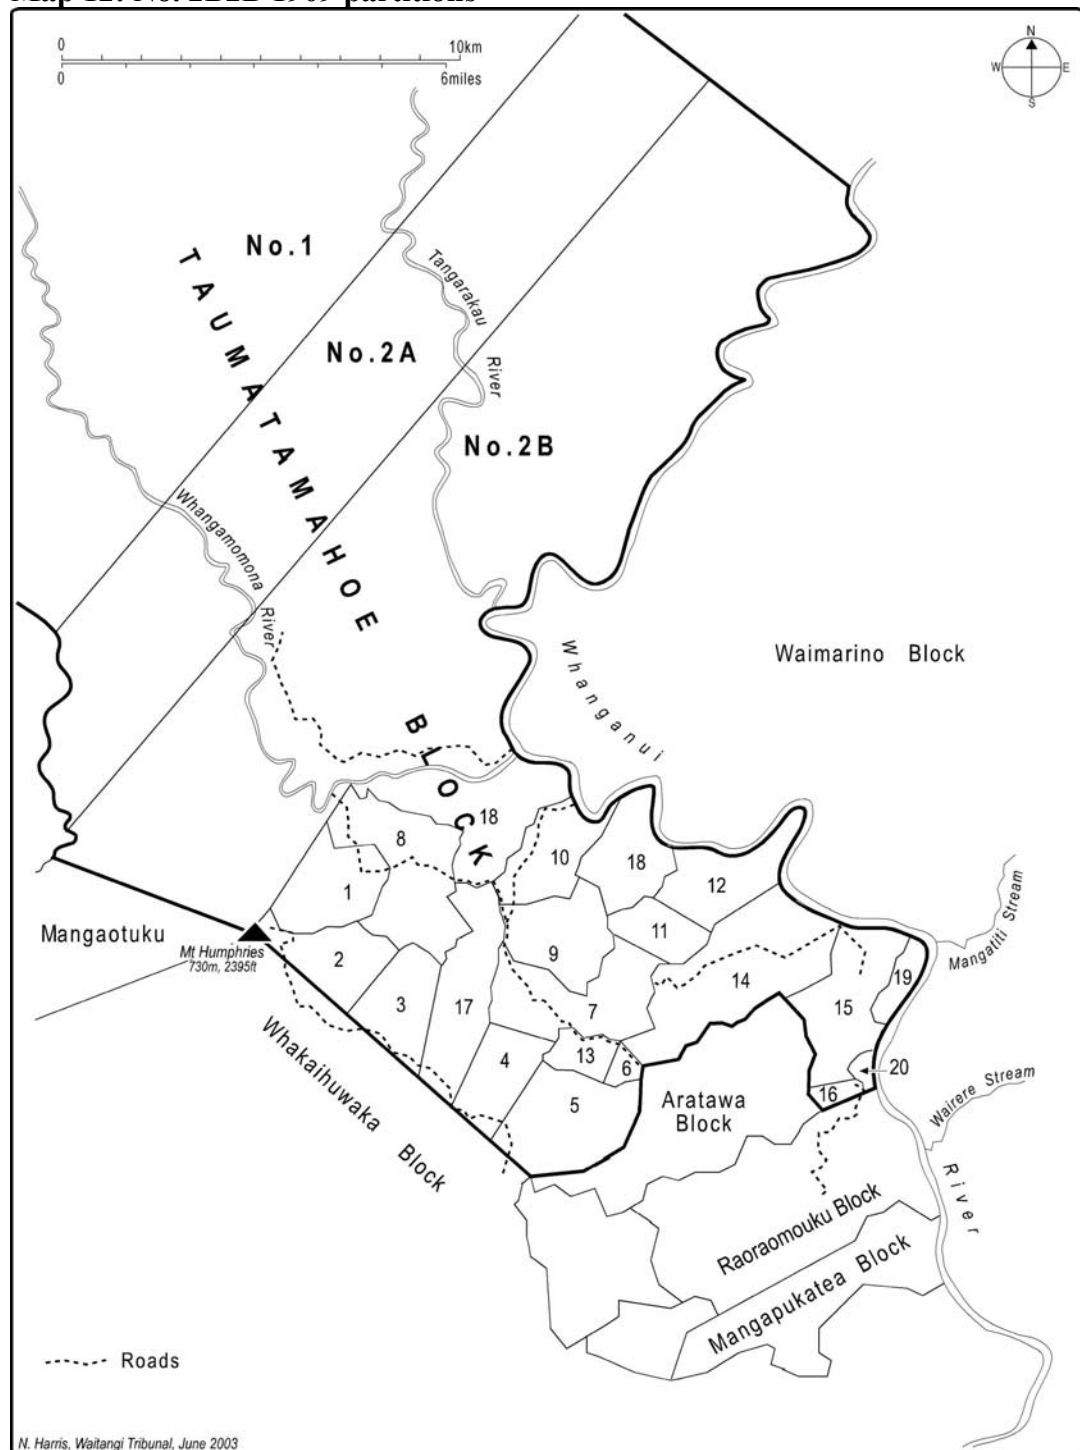 Map 12: No. 2B2B 1909 partitions
0
10km
0
6miles
N
W
E
S
No.1
TAUMATAMAHOE BLOCK
Tangarakau River
No.2A
No.2B
Whangamomona River
Whanganui
Waimarino Block
18
8
10
18
12
1
11
Mangaotuku
Mt Humphries
730m, 2395ft
2
9
14
19
Mangatiti Stream
3
17
7
15
Whakaihuwaka Block
4
13
6
20
16
5
Aratawa
Block
Wairere Stream
River
Raoraomouku Block
Mangapukatea Block
Roads
N. Harris, Waitangi Tribunal, June 2003